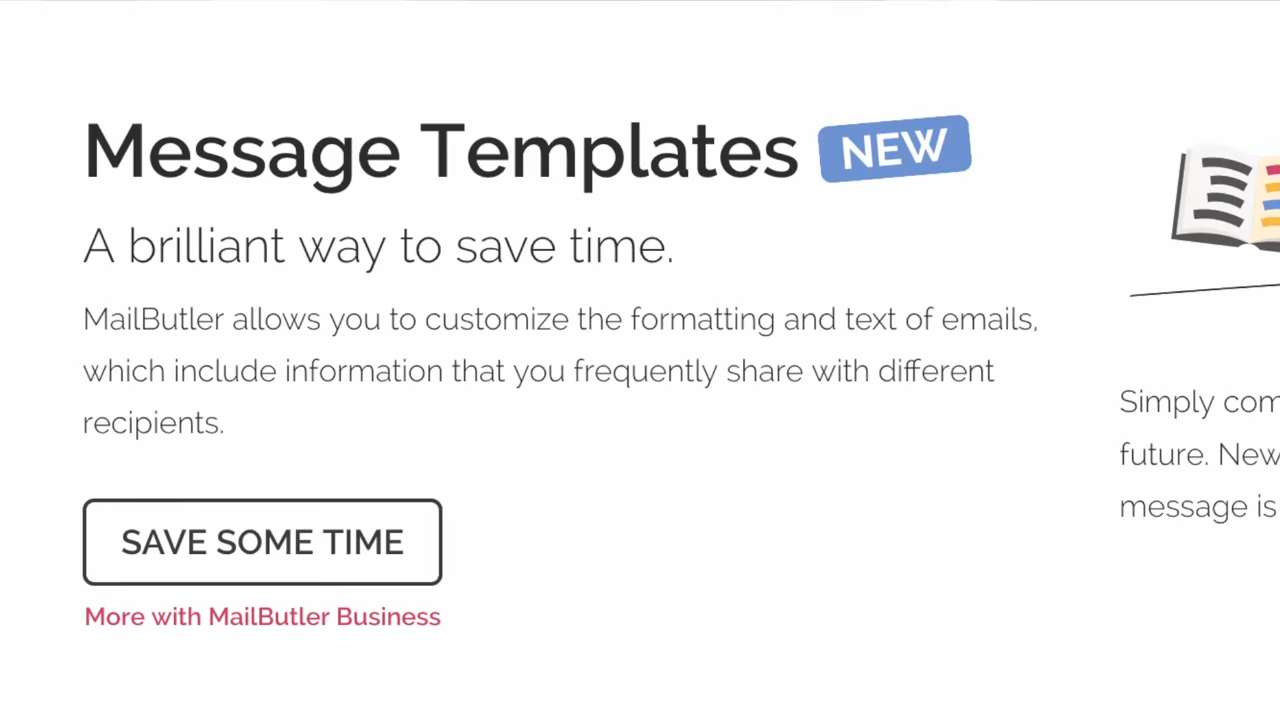 Message Templates NEW
A brilliant way to save time.
MailButler allows you to customize the formatting and text of emails,
which include information that you frequently share with different
recipients.
SAVE SOME TIME
More with MailButler Business
Simply com
future. New
message is